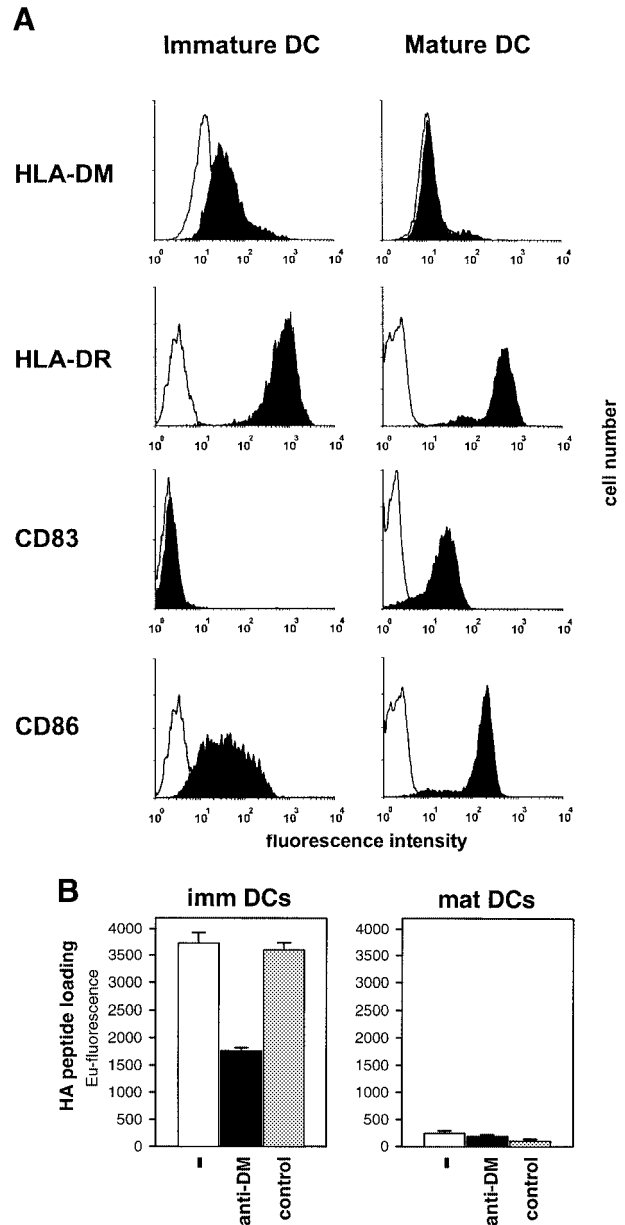 A
Immature DC Mature DC
HLA-DM
10⁰ 10¹ 10² 10³ 10⁴ 10⁰ 10¹ 10² 10³ 10⁴
HLA-DR
10⁰ 10¹ 10² 10³ 10⁴ 10⁰ 10¹ 10² 10³ 10⁴
cell number
CD83
10⁰ 10¹ 10² 10³ 10⁴ 10⁰ 10¹ 10² 10³ 10⁴
CD86
10⁰ 10¹ 10² 10³ 10⁴ 10⁰ 10¹ 10² 10³ 10⁴
fluorescence intensity
B
imm DCs mat DCs
HA peptide loading
Eu-fluorescence
4000 4000
3500 3500
3000 3000
2500 2500
2000 2000
1500 1500
1000 1000
500 500
0 0
- anti-DM control - anti-DM control